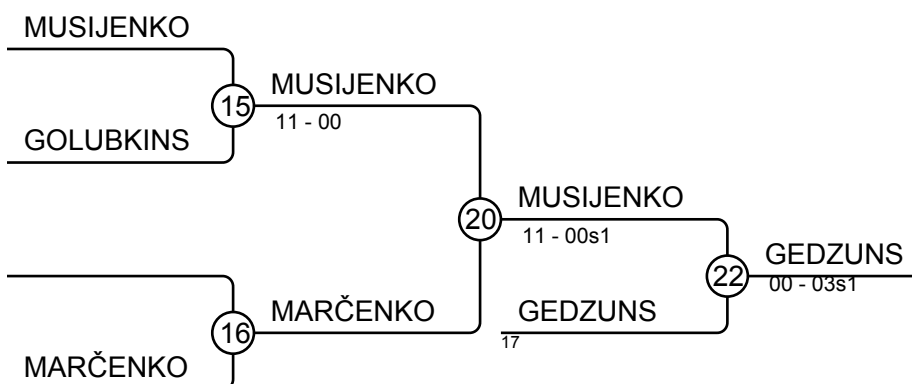 MUSIJENKO
15
MUSIJENKO
11 - 00
GOLUBKINS
20
MUSIJENKO
11 - 00s1
22
GEDZUNS
00 - 03s1
16
MARČENKO
GEDZUNS
17
MARČENKO